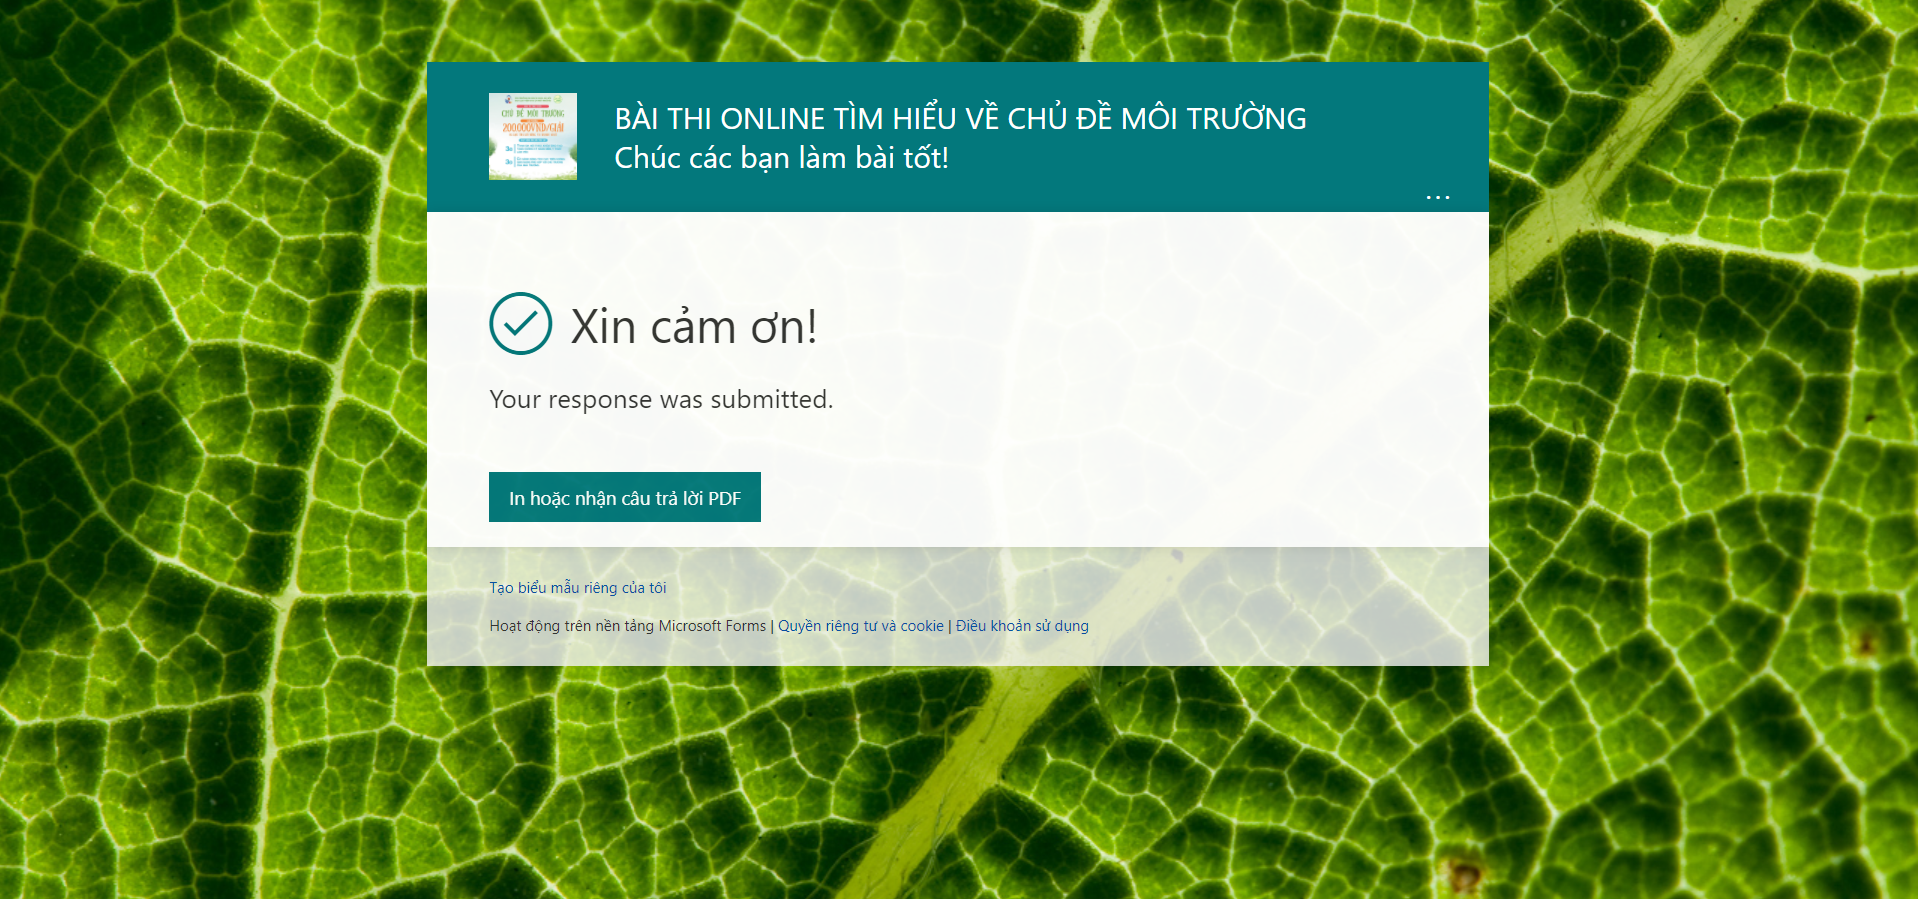 CHỦ ĐỀ MÔI TRƯỜNG
200.000VND/GIẢI
BÀI THI ONLINE TÌM HIỂU VỀ CHỦ ĐỀ MÔI TRƯỜNG
Chúc các bạn làm bài tốt!
...
Xin cảm ơn!
Your response was submitted.
In hoặc nhận câu trả lời PDF
Tạo biểu mẫu riêng của tôi
Hoạt động trên nền tảng Microsoft Forms | Quyền riêng tư và cookie | Điều khoản sử dụng